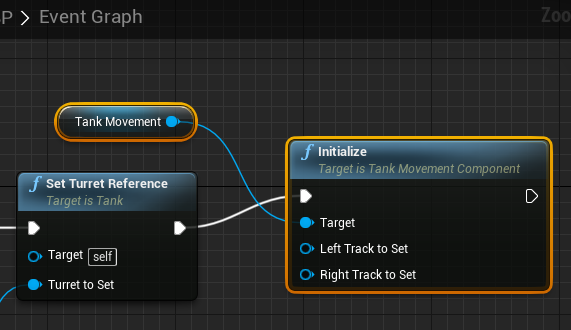 P > Event Graph
Zoo
Tank Movement
f Initialize
Target is Tank Movement Component
f Set Turret Reference
Target is Tank
Target
Target self
Left Track to Set
Turret to Set
Right Track to Set